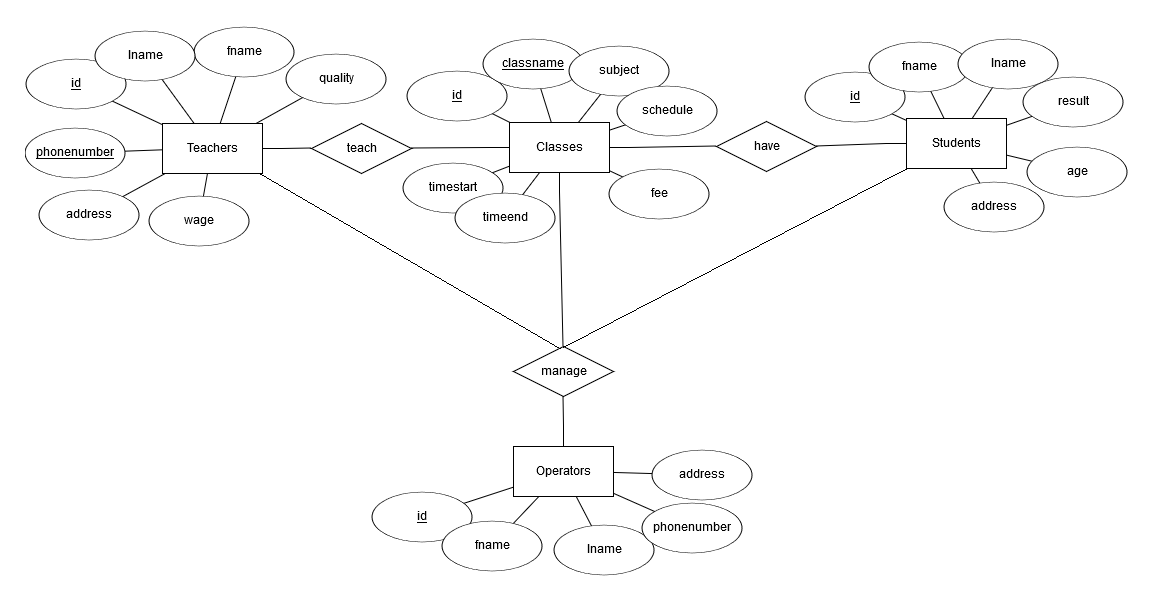 id
lname
fname
quality
phonenumber
Teachers
address
wage
teach
id
classname
subject
schedule
Classes
timestart
timeend
fee
have
id
fname
lname
result
Students
age
address
manage
Operators
address
id
fname
lname
phonenumber